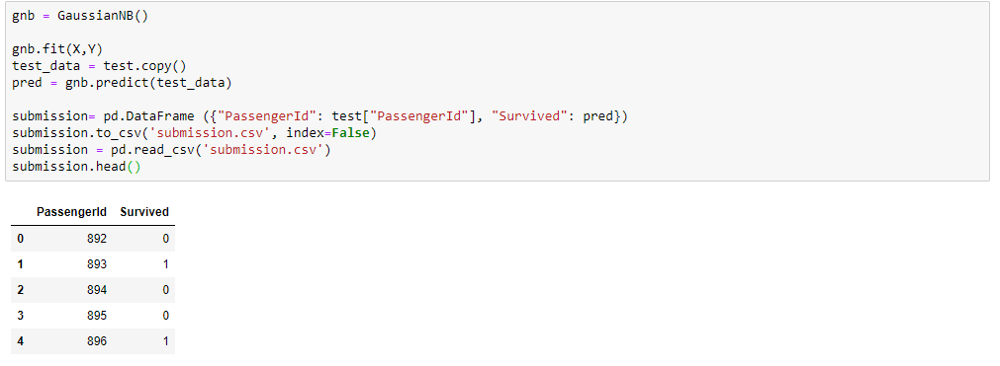 gnb = GaussianNB()
gnb.fit(X,Y)
test_data = test.copy()
pred = gnb.predict(test_data)
submission= pd.DataFrame ({"PassengerId": test["PassengerId"], "Survived": pred})
submission.to_csv('submission.csv', index=False)
submission = pd.read_csv('submission.csv')
submission.head()
PassengerId Survived
0 892 0
1 893 1
2 894 0
3 895 0
4 896 1